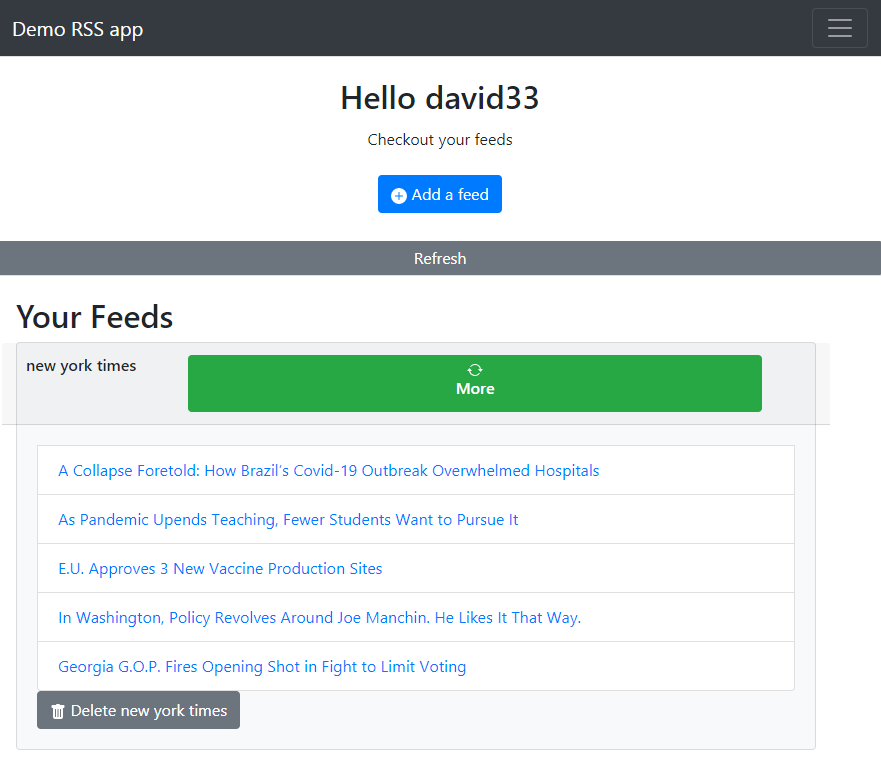 Demo RSS app
Hello david33
Checkout your feeds
Add a feed
Refresh
Your Feeds
new york times
More
A Collapse Foretold: How Brazil's Covid-19 Outbreak Overwhelmed Hospitals
As Pandemic Upends Teaching, Fewer Students Want to Pursue It
E.U. Approves 3 New Vaccine Production Sites
In Washington, Policy Revolves Around Joe Manchin. He Likes It That Way.
Georgia G.O.P. Fires Opening Shot in Fight to Limit Voting
Delete new york times